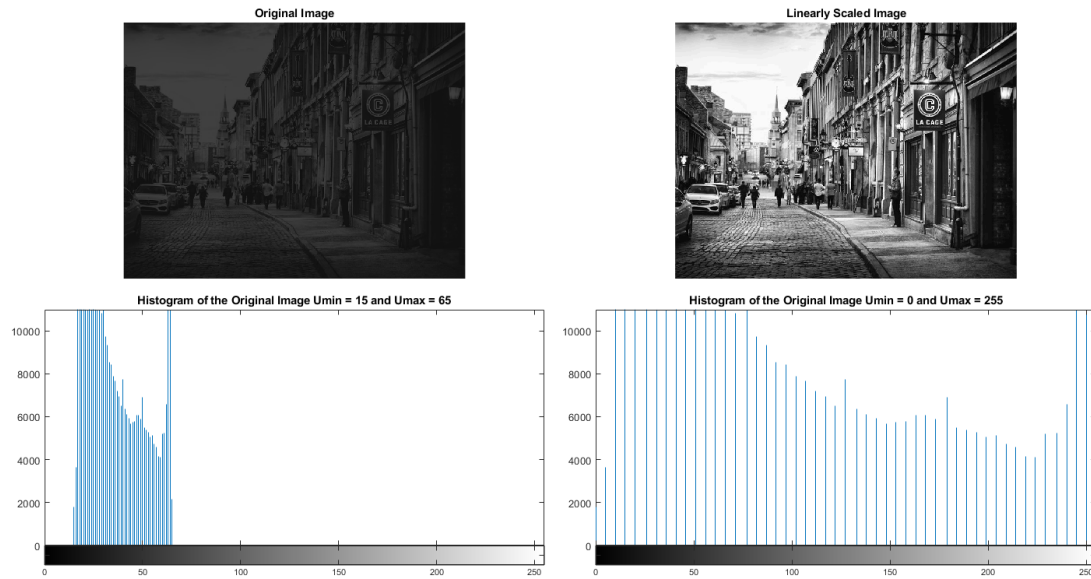 Original Image
LA CAGE
Histogram of the Original Image Umin = 15 and Umax = 65
10000
8000
6000
4000
2000
0
0 50 100 150 200 250
Linearly Scaled Image
C
LA CAGE
Histogram of the Original Image Umin = 0 and Umax = 255
10000
8000
6000
4000
2000
0
0 50 100 150 200 250